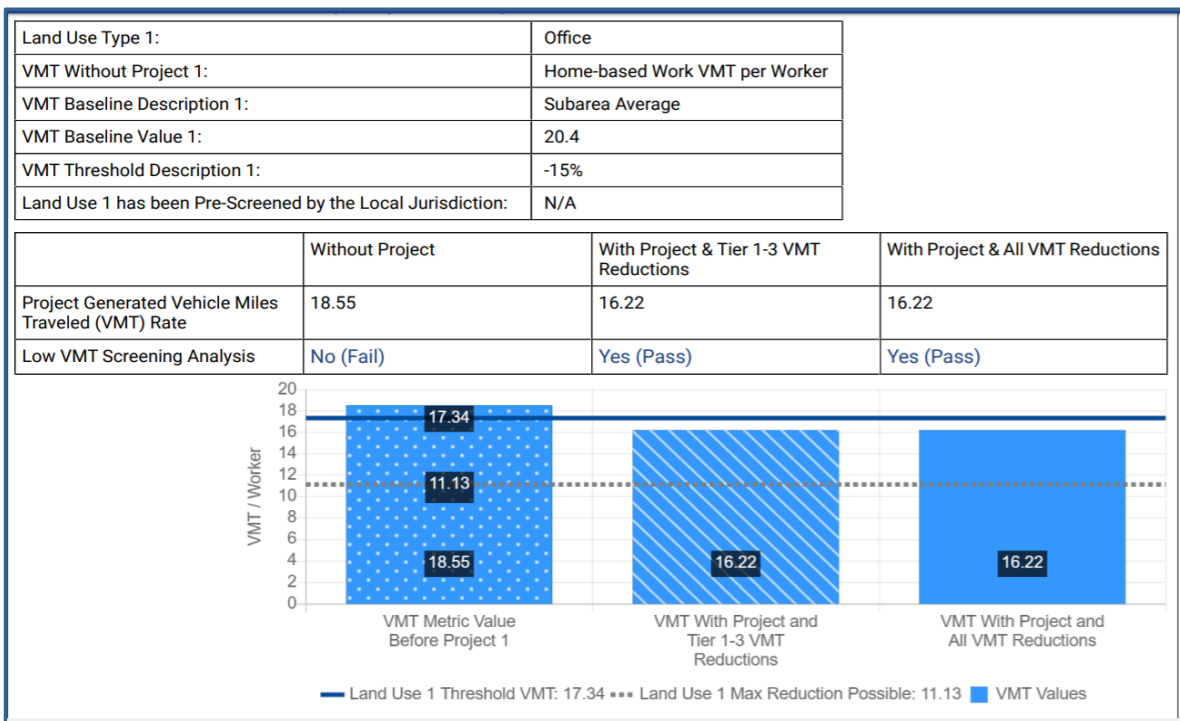 Land Use Type 1: Office
VMT Without Project 1: Home-based Work VMT per Worker
VMT Baseline Description 1: Subarea Average
VMT Baseline Value 1: 20.4
VMT Threshold Description 1: -15%
Land Use 1 has been Pre-Screened by the Local Jurisdiction: N/A
Without Project With Project & Tier 1-3 VMT With Project & All VMT Reductions
Reductions
Project Generated Vehicle Miles 18.55 16.22 16.22
Traveled (VMT) Rate
Low VMT Screening Analysis No (Fail) Yes (Pass) Yes (Pass)
20
18
17.34
16
14
12
11.13
10
8
6
4
18.55 16.22 16.22
2
0
VMT / Worker
VMT Metric Value VMT With Project and VMT With Project and
Before Project 1 Tier 1-3 VMT All VMT Reductions
Reductions
Land Use 1 Threshold VMT: 17.34 Land Use 1 Max Reduction Possible: 11.13 VMT Values